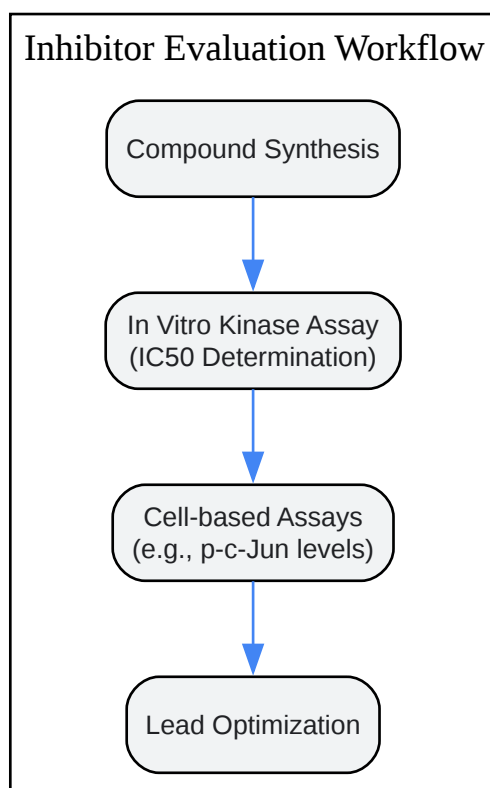 Inhibitor Evaluation Workflow
Compound Synthesis
In Vitro Kinase Assay
(IC50 Determination)
Cell-based Assays
(e.g., p-c-Jun levels)
Lead Optimization